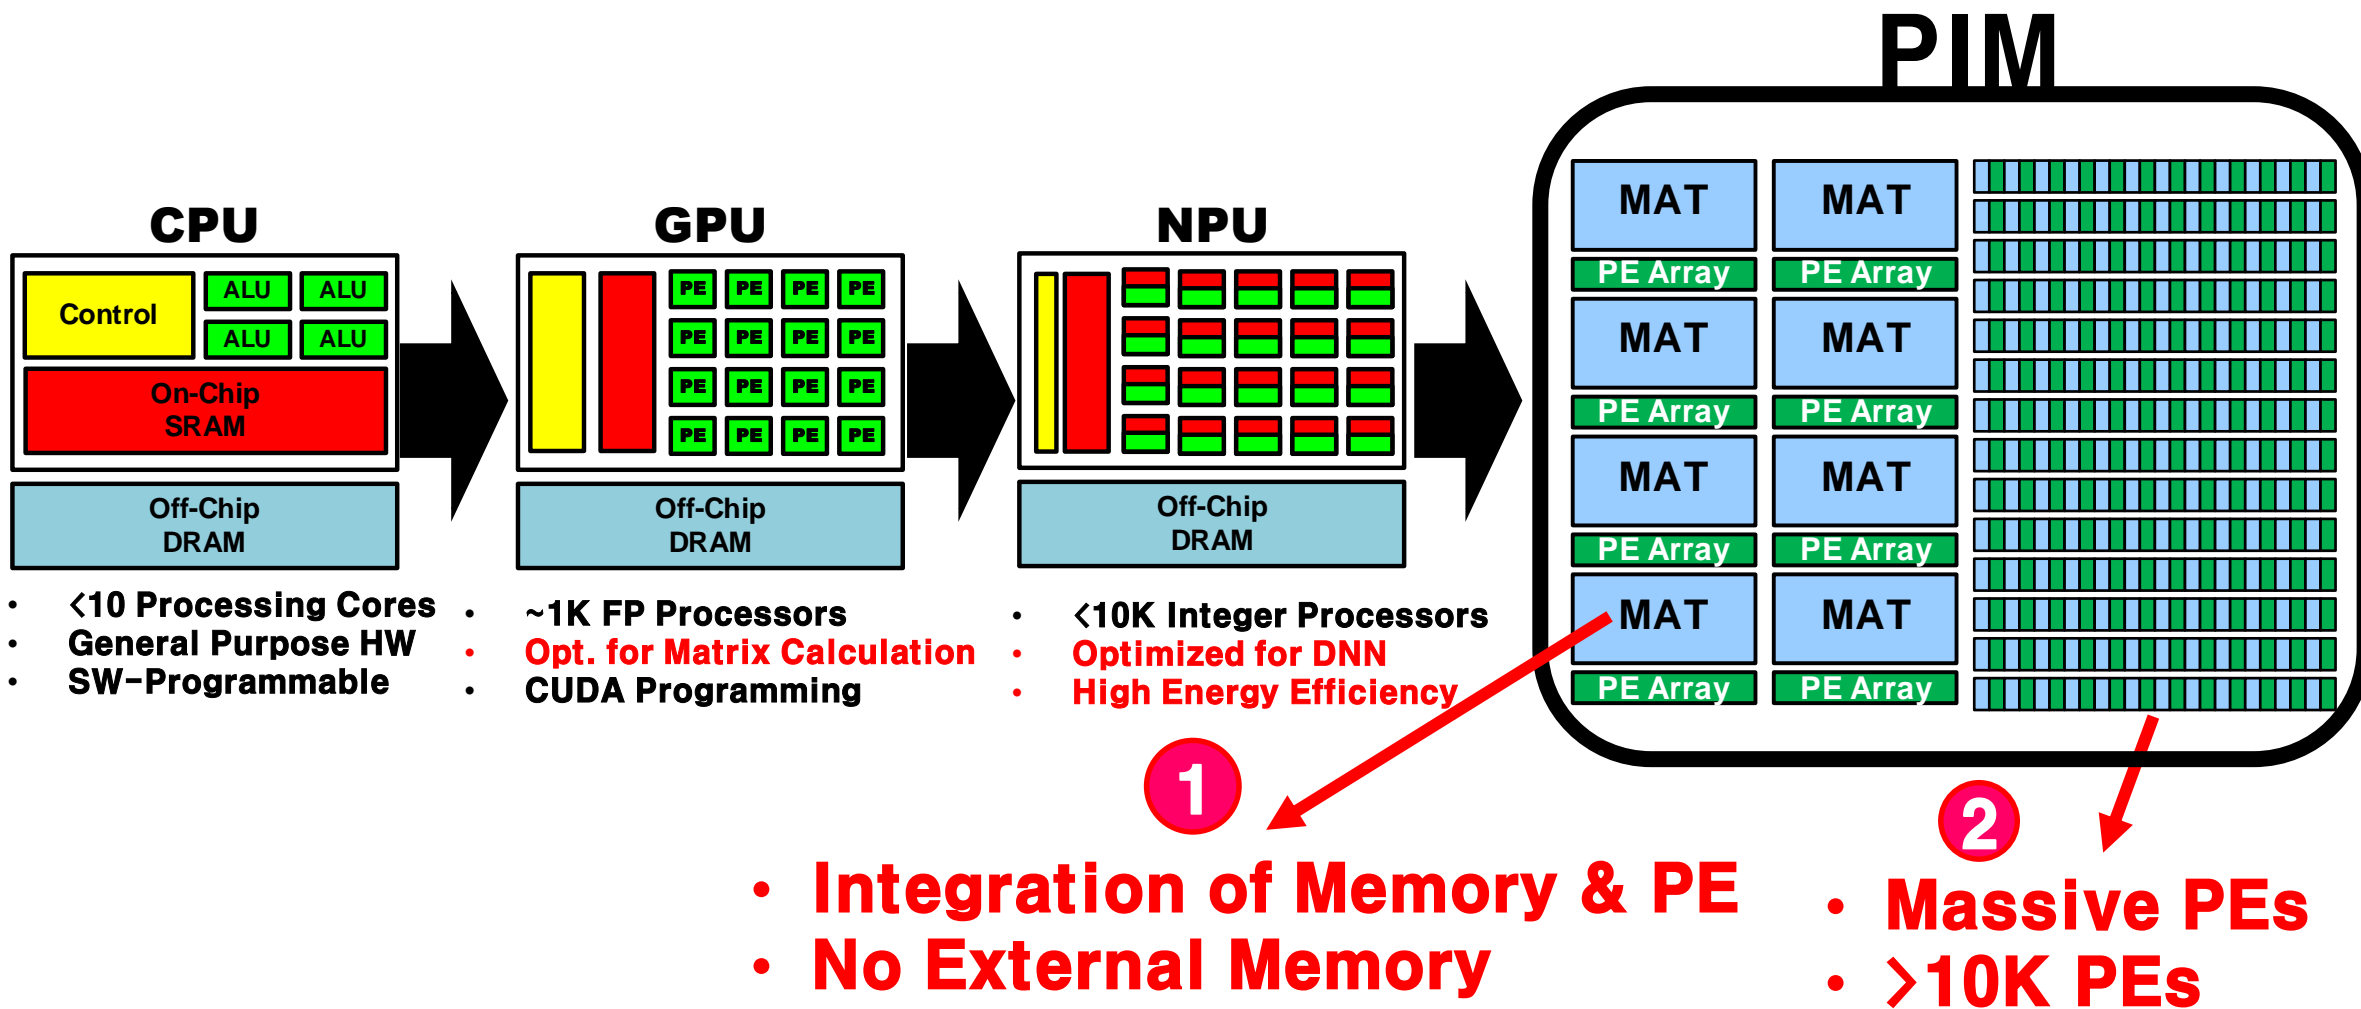 PIM
CPU
GPU
NPU
Control
ALU
ALU
ALU
ALU
On-Chip
SRAM
Off-Chip
DRAM
• <10 Processing Cores
• General Purpose HW
• SW-Programmable
PE PE PE PE
PE PE PE PE
PE PE PE PE
PE PE PE PE
Off-Chip
DRAM
• ~1K FP Processors
• Opt. for Matrix Calculation
• CUDA Programming
Off-Chip
DRAM
• <10K Integer Processors
• Optimized for DNN
• High Energy Efficiency
MAT MAT
PE Array PE Array
MAT MAT
PE Array PE Array
MAT MAT
PE Array PE Array
MAT MAT
PE Array PE Array
1
• Integration of Memory & PE
• No External Memory
2
• Massive PEs
• >10K PEs